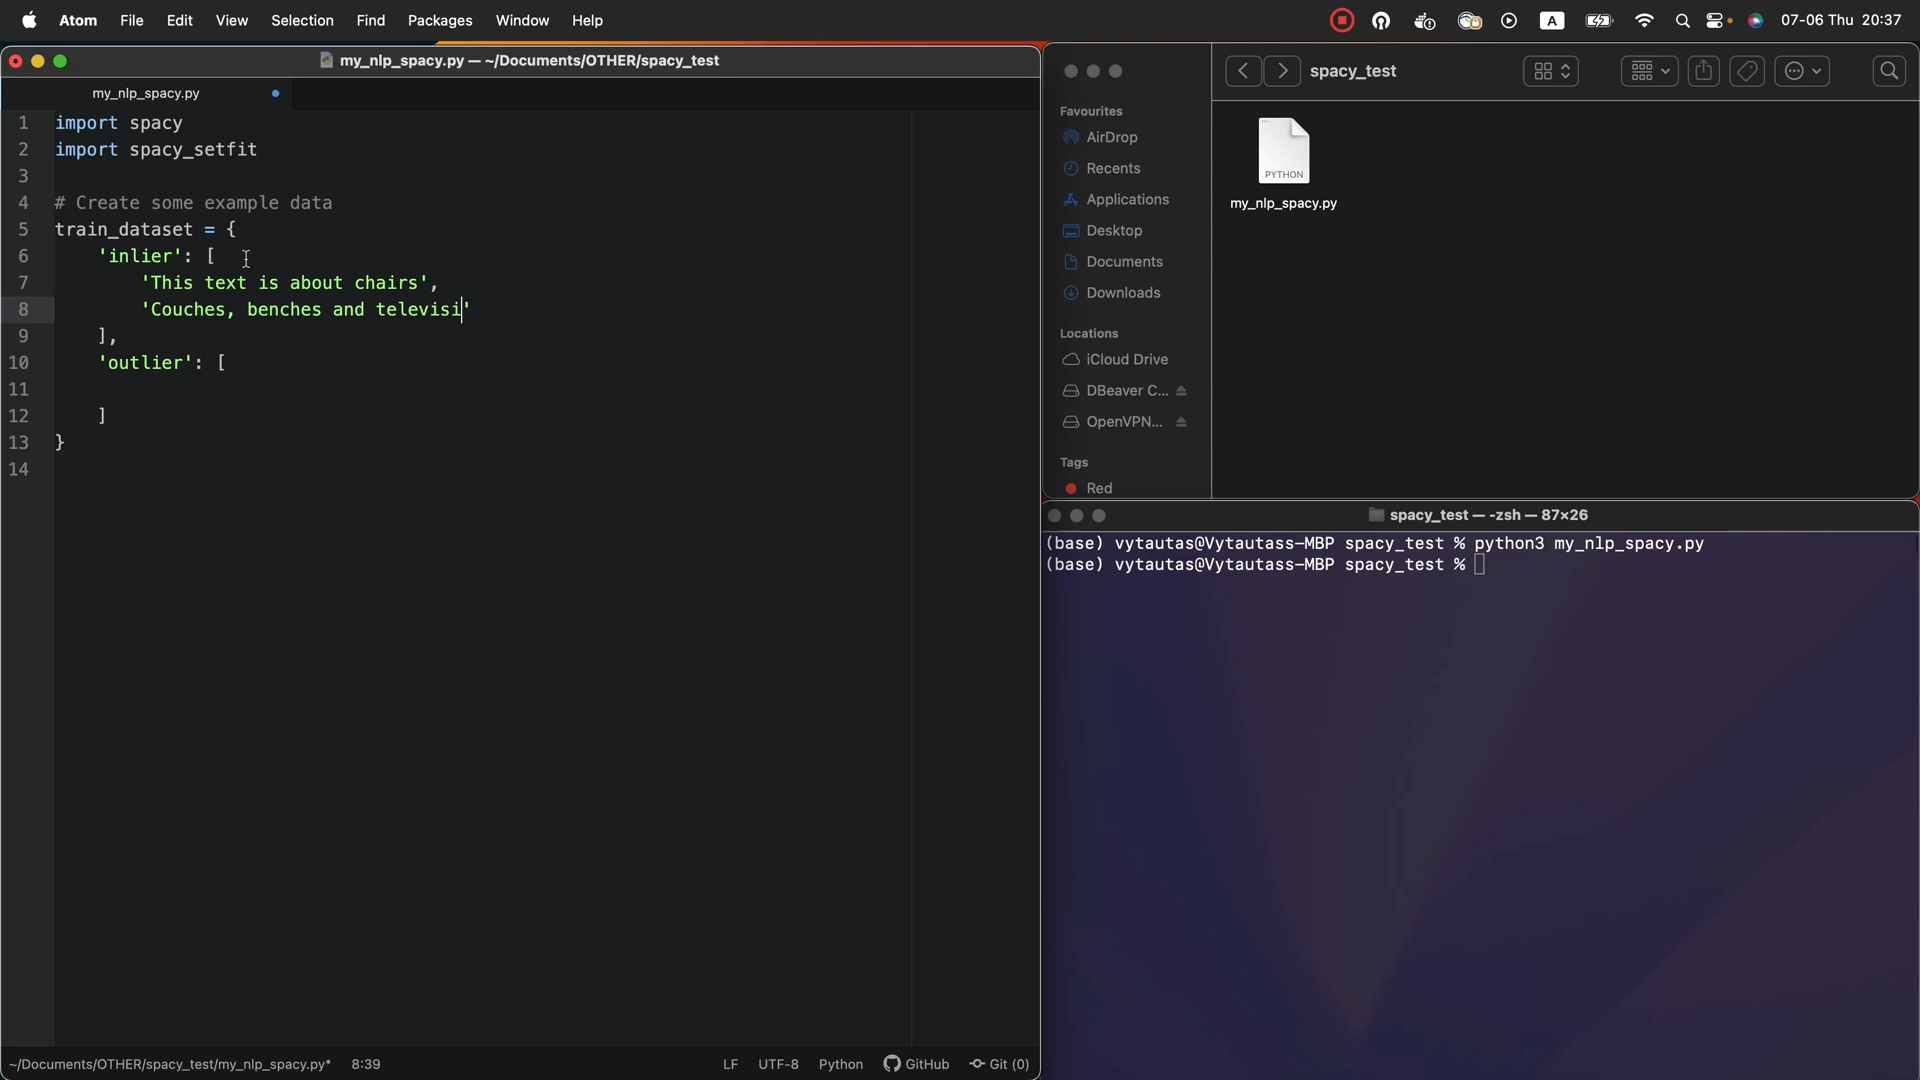 Atom File Edit View Selection Find Packages Window Help
A
07-06 Thu 20:37
my_nlp_spacy.py — ~/Documents/OTHER/spacy_test
my_nlp_spacy.py
1 import spacy
2 import spacy_setfit
3
4 # Create some example data
5 train_dataset = {
6 'inlier': [
7 'This text is about chairs',
8 'Couches, benches and televisi'
9 ],
10 'outlier': [
11
12 ]
13 }
14
~/Documents/OTHER/spacy_test/my_nlp_spacy.py* 8:39
LF UTF-8 Python GitHub Git (0)
spacy_test
Favourites
AirDrop
Recents
Applications
Desktop
Documents
Downloads
Locations
iCloud Drive
DBeaver C...
OpenVPN...
Tags
Red
PYTHON
my_nlp_spacy.py
spacy_test — -zsh — 87×26
(base) vytautas@Vytautass-MBP spacy_test % python3 my_nlp_spacy.py
(base) vytautas@Vytautass-MBP spacy_test %